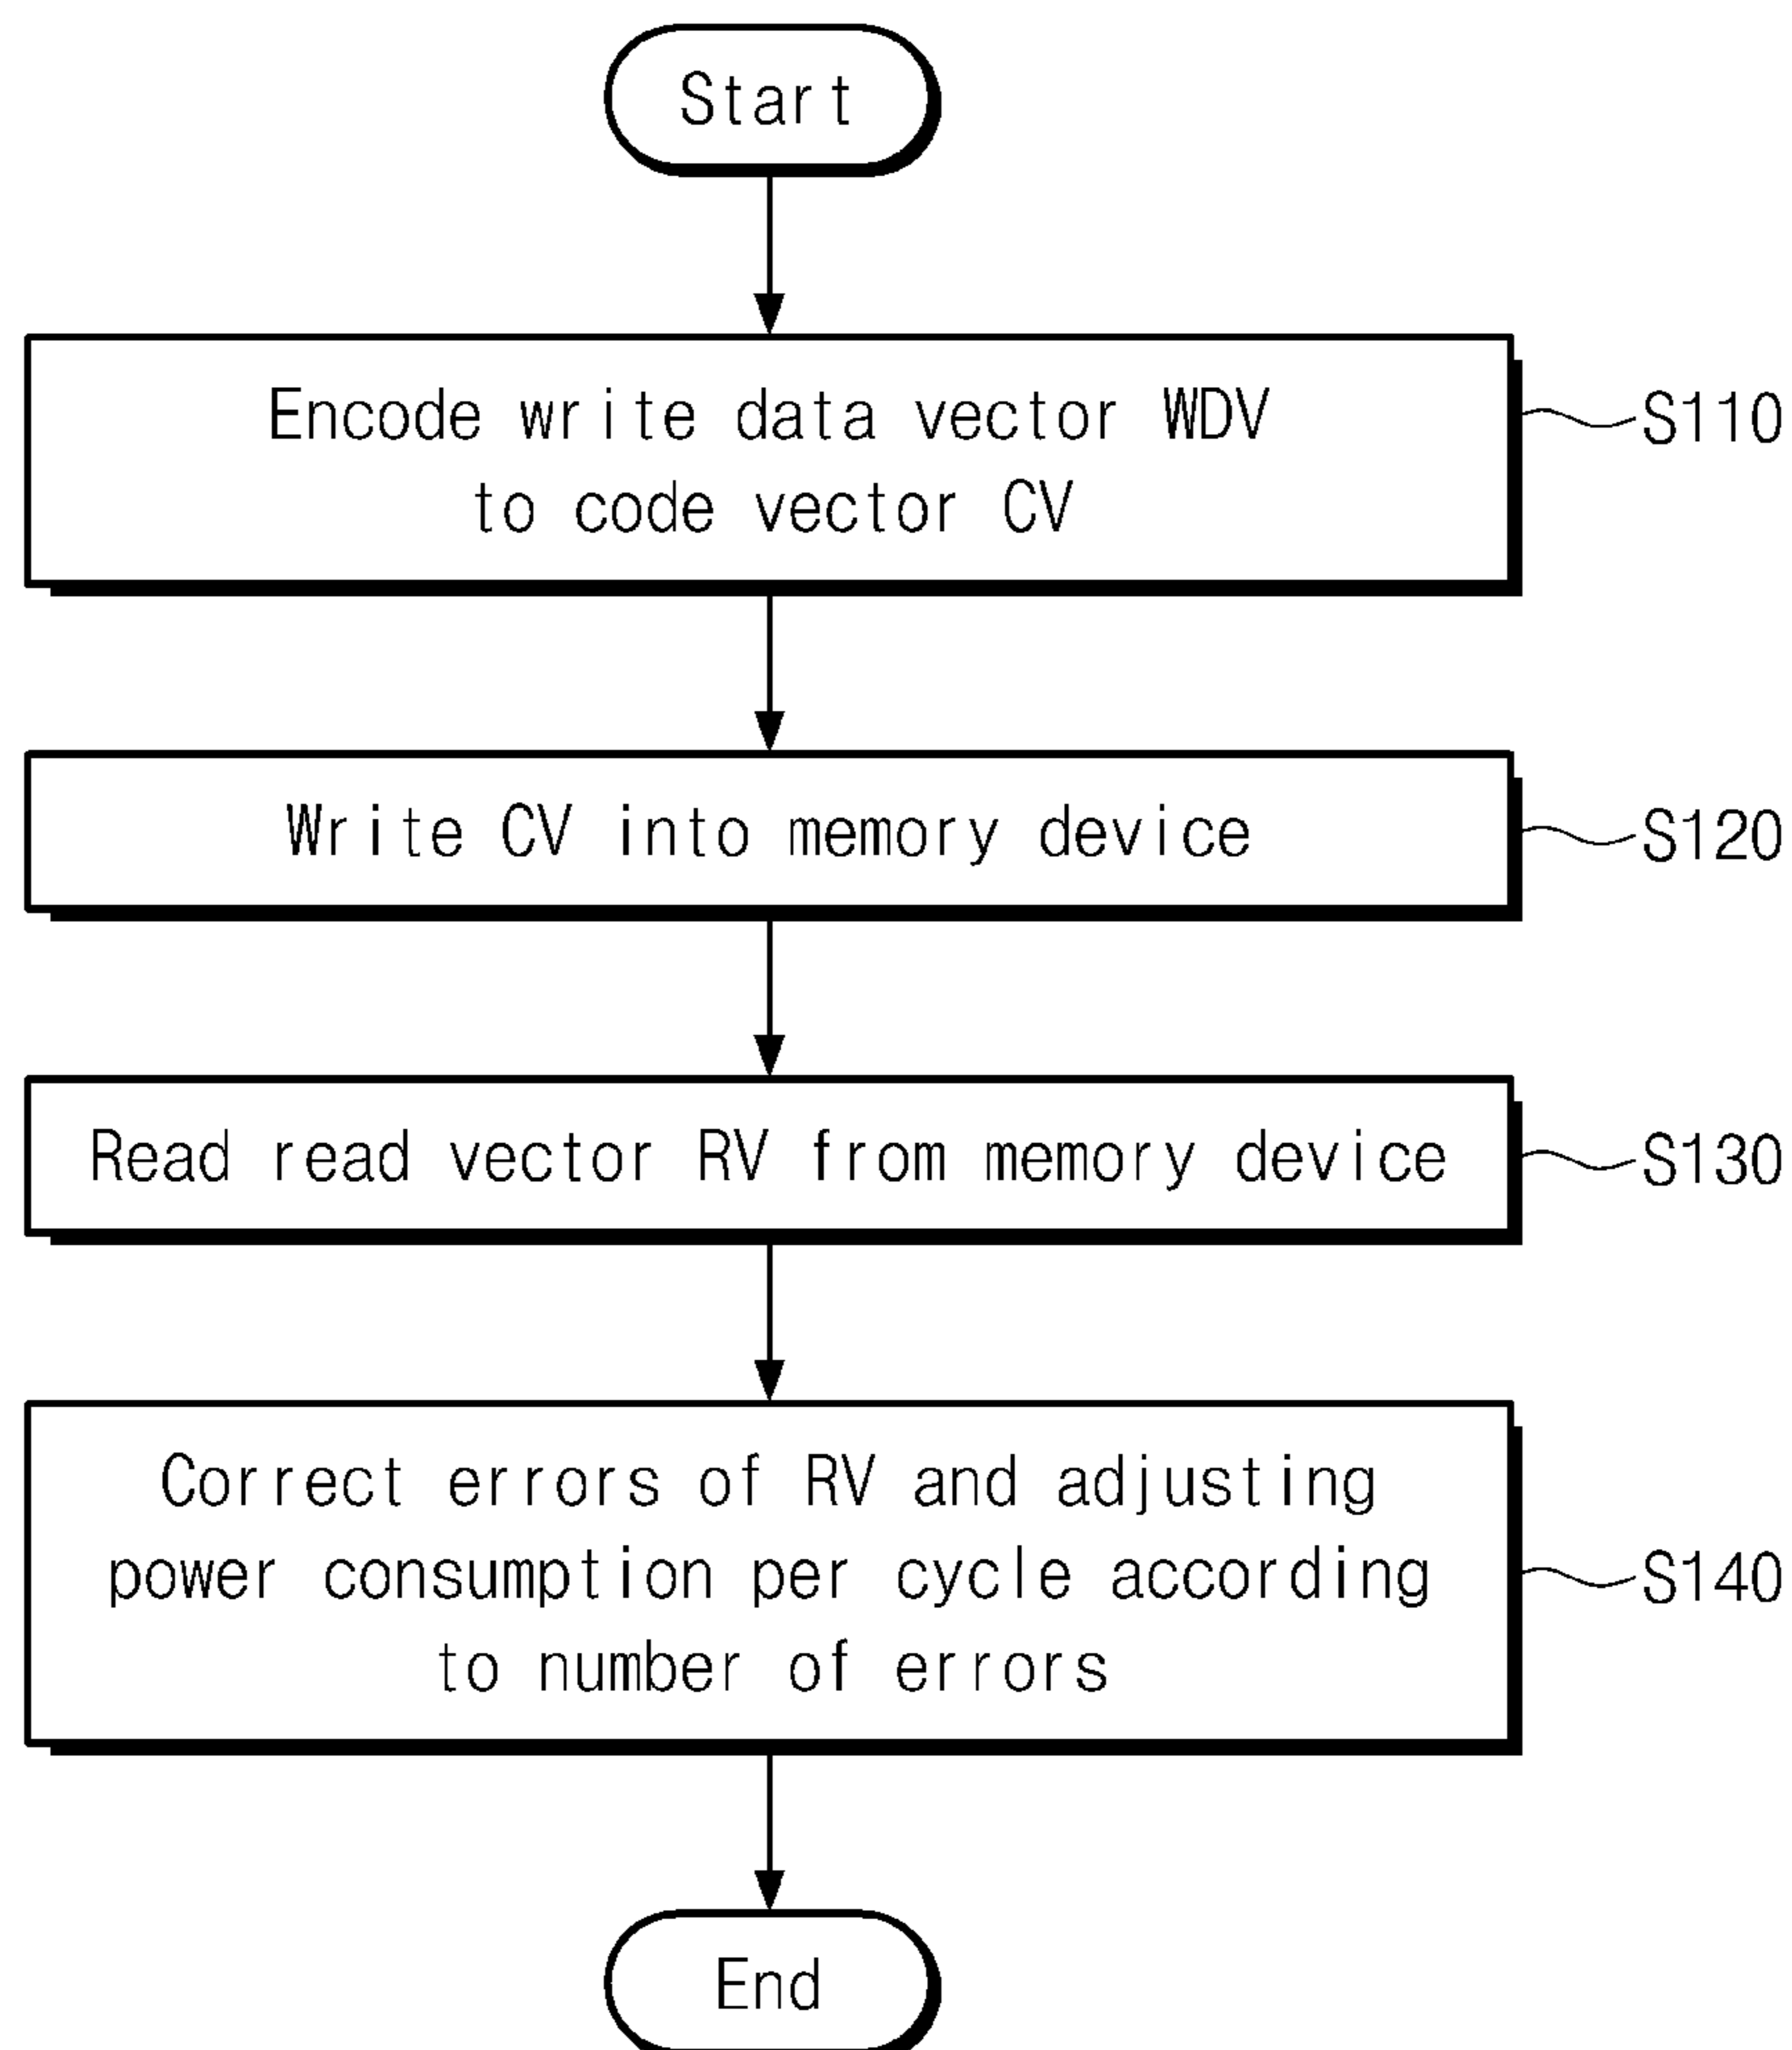 Start
Encode write data vector WDV
to code vector CV
S110
Write CV into memory device
S120
Read read vector RV from memory device
S130
Correct errors of RV and adjusting
power consumption per cycle according
to number of errors
S140
End